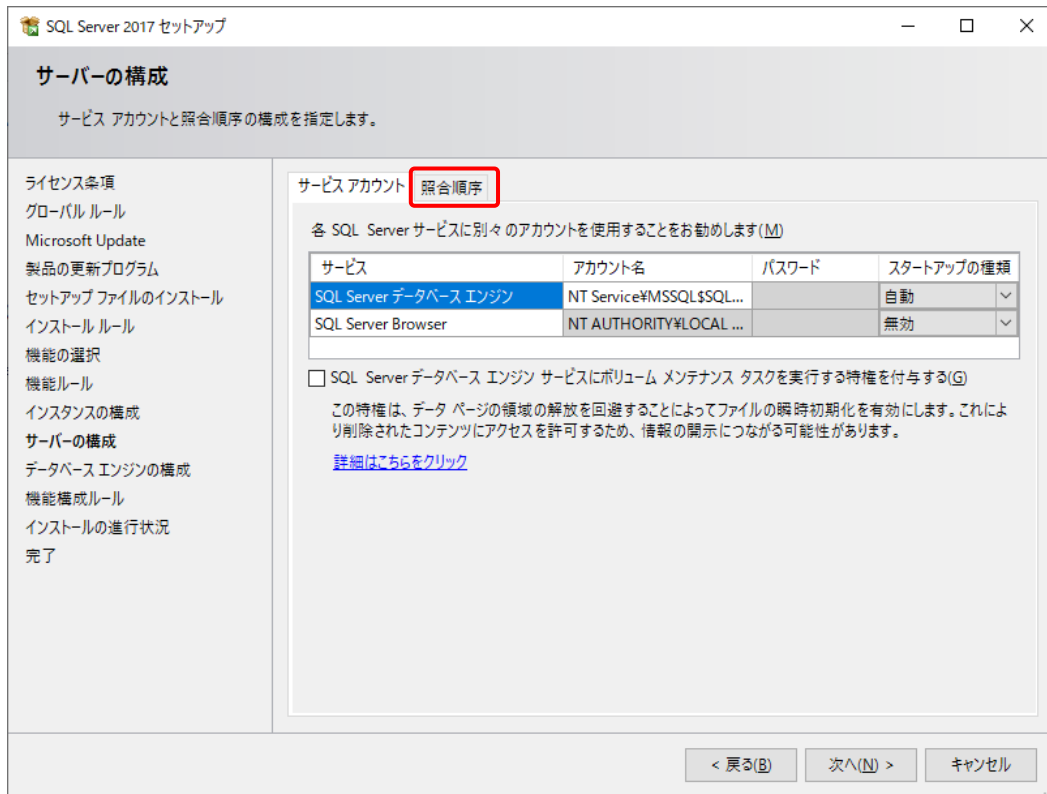 SQL Server 2017 セットアップ
サーバーの構成
サービス アカウントと照合順序の構成を指定します。
ライセンス条項
グローバル ルール
Microsoft Update
製品の更新プログラム
セットアップ ファイルのインストール
インストール ルール
機能の選択
機能ルール
インスタンスの構成
サーバーの構成
データベース エンジンの構成
機能構成ルール
インストールの進行状況
完了
サービス アカウント 照合順序
各 SQL Server サービスに別々のアカウントを使用することをお勧めします(M)
サービス アカウント名 パスワード スタートアップの種類
SQL Server データベース エンジン NT Service¥MSSQL$SQL... 自動
SQL Server Browser NT AUTHORITY¥LOCAL ... 無効
SQL Server データベース エンジン サービスにボリューム メンテナンス タスクを実行する特権を付与する(G)
この特権は、データ ページの領域の解放を回避することによってファイルの瞬時初期化を有効にします。これによ
り削除されたコンテンツにアクセスを許可するため、情報の開示につながる可能性があります。
詳細はこちらをクリック
< 戻る(B) 次へ(N) > キャンセル